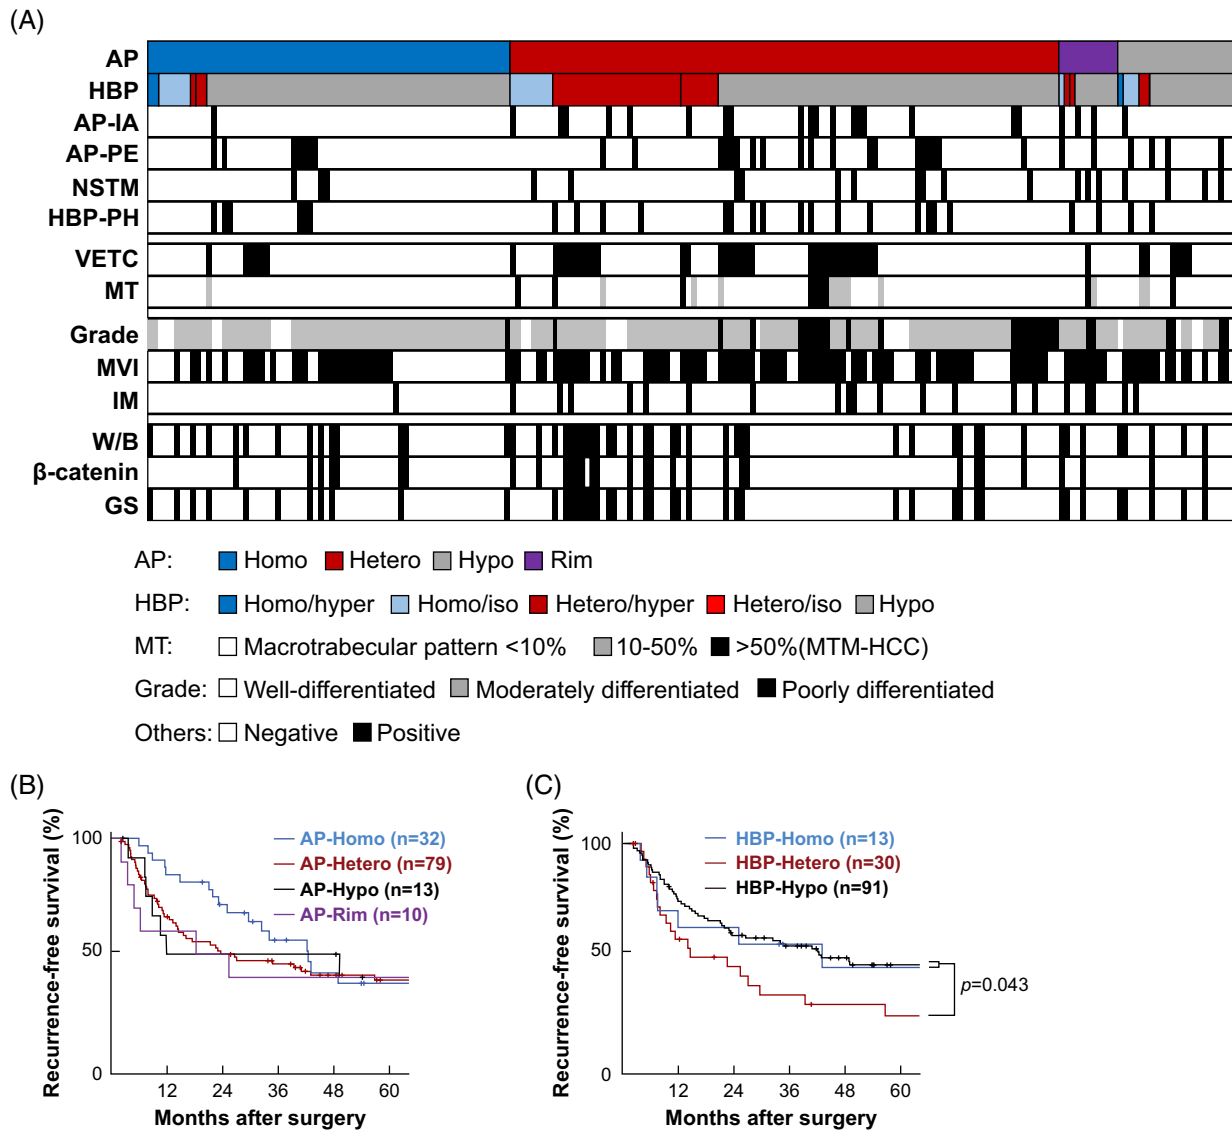 (A)
AP
HBP
AP-IA
AP-PE
NSTM
HBP-PH
VETC
MT
Grade
MVI
IM
W/B
β-catenin
GS
AP: Homo Hetero Hypo Rim
HBP: Homo/hyper Homo/iso Hetero/hyper Hetero/iso Hypo
MT: Macrotrabecular pattern <10% 10-50% >50%(MTM-HCC)
Grade: Well-differentiated Moderately differentiated Poorly differentiated
Others: Negative Positive
(B)
Recurrence-free survival (%)
100
50
0
AP-Homo (n=32)
AP-Hetero (n=79)
AP-Hypo (n=13)
AP-Rim (n=10)
12 24 36 48 60
Months after surgery
(C)
Recurrence-free survival (%)
100
50
0
HBP-Homo (n=13)
HBP-Hetero (n=30)
HBP-Hypo (n=91)
p=0.043
12 24 36 48 60
Months after surgery